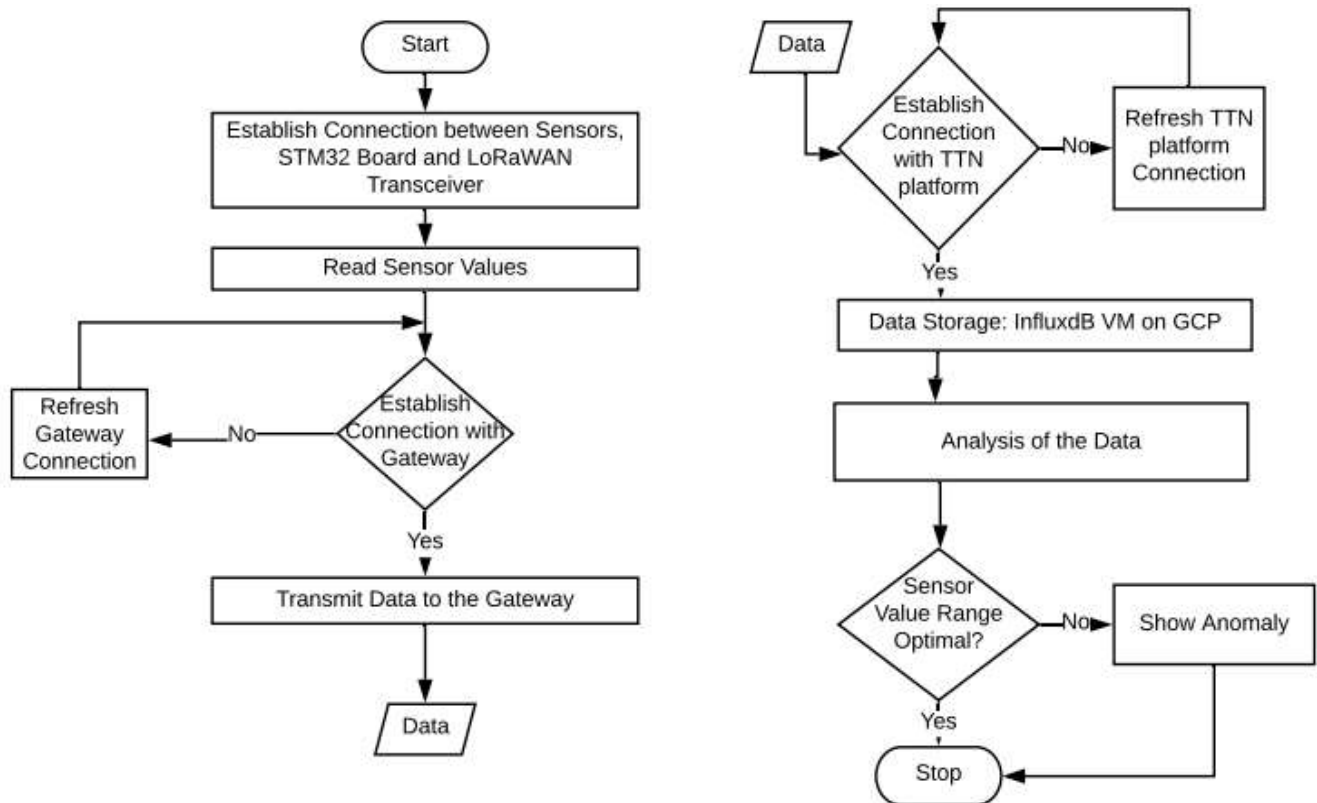 Start
Establish Connection between Sensors,
STM32 Board and LoRaWAN
Transceiver
Read Sensor Values
Refresh
Gateway
Connection
No
Establish
Connection with
Gateway
Yes
Transmit Data to the Gateway
Data
Data
Establish
Connection
with TTN
platform
No
Refresh TTN
platform
Connection
Yes
Data Storage: InfluxdB VM on GCP
Analysis of the Data
Sensor
Value Range
Optimal?
No
Show Anomaly
Yes
Stop